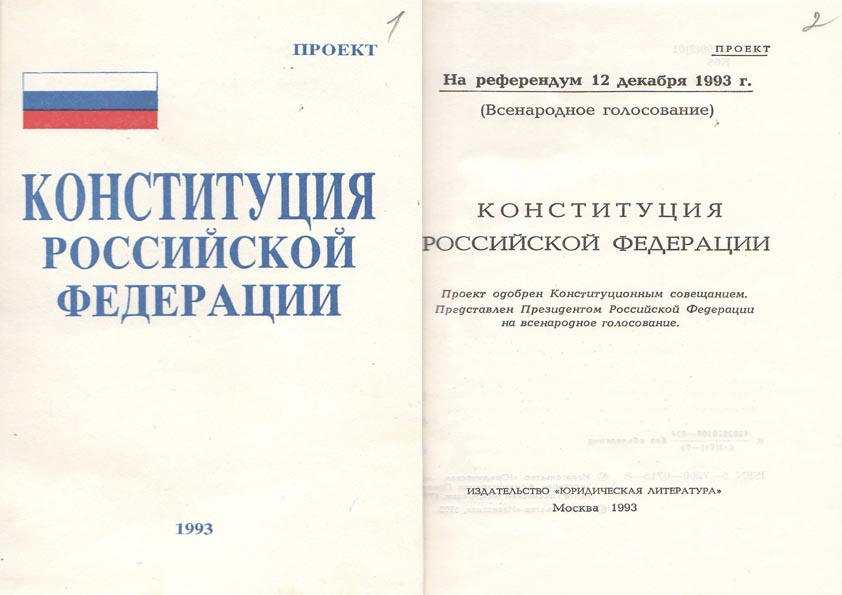 1
ПРОЕКТ
КОНСТИТУЦИЯ
РОССИЙСКОЙ
ФЕДЕРАЦИИ
1993
2
ПРОЕКТ
На референдум 12 декабря 1993 г.
(Всенародное голосование)
КОНСТИТУЦИЯ
РОССИЙСКОЙ ФЕДЕРАЦИИ
Проект одобрен Конституционным совещанием.
Представлен Президентом Российской Федерации
на всенародное голосование.
ИЗДАТЕЛЬСТВО «ЮРИДИЧЕСКАЯ ЛИТЕРАТУРА»
Москва 1993